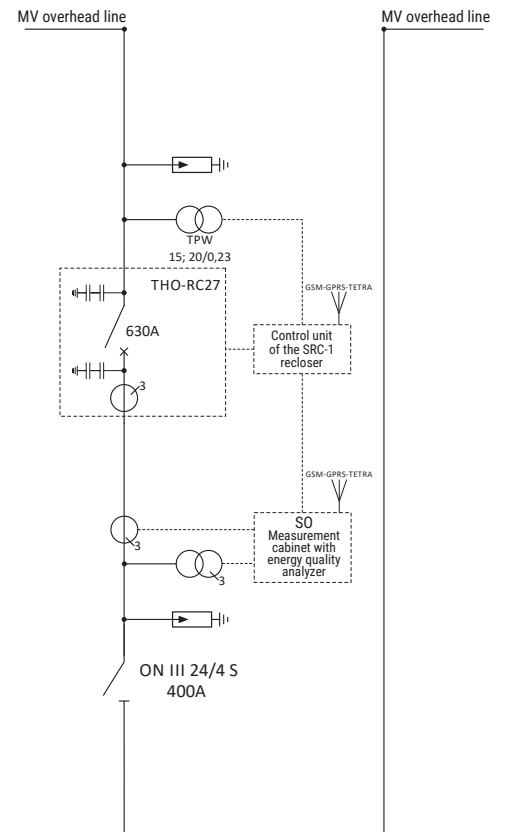 MV overhead line
MV overhead line
TPW
15; 20/0,23
THO-RC27
GSM-GPRS-TETRA
630A
Control unit
of the SRC-1
recloser
3
GSM-GPRS-TETRA
SO
Measurement
cabinet with
energy quality
analyzer
3
3
ON III 24/4 S
400A